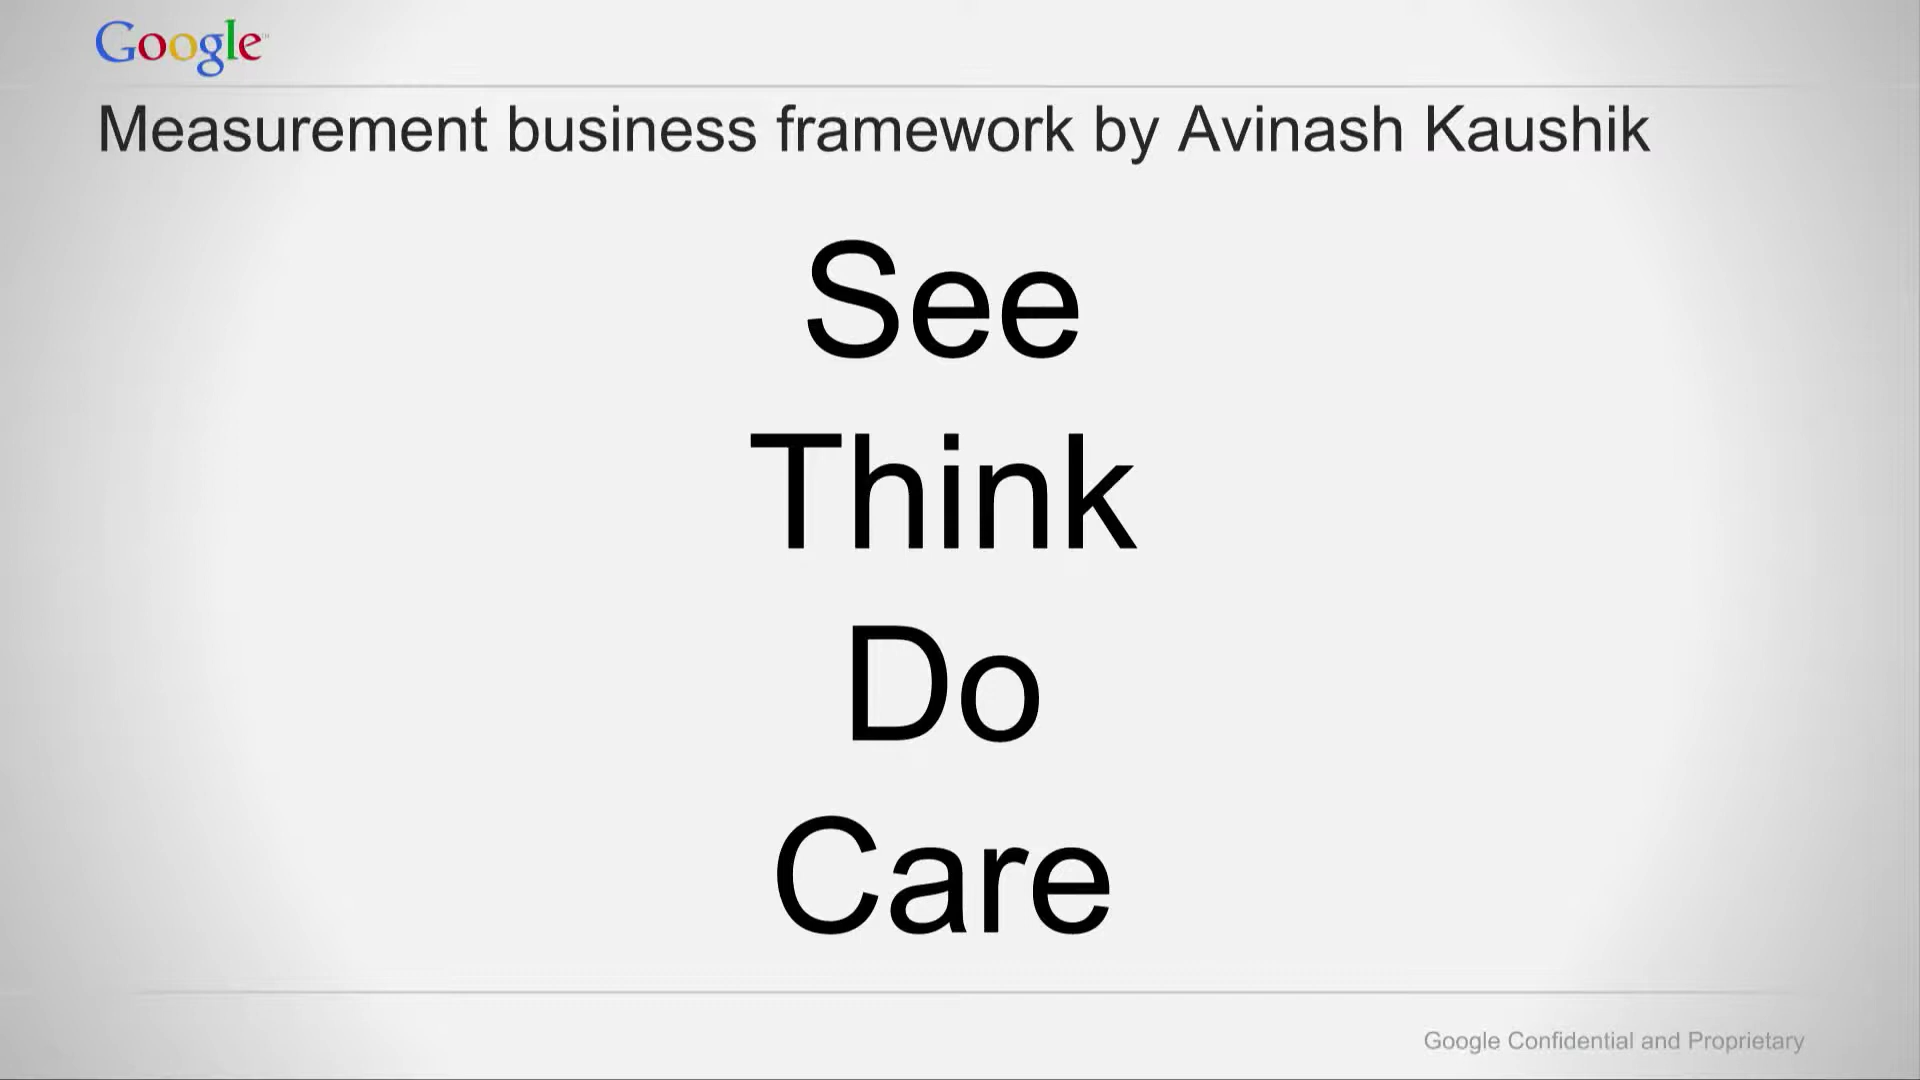 Google
Measurement business framework by Avinash Kaushik
See
Think
Do
Care
Google Confidential and Proprietary